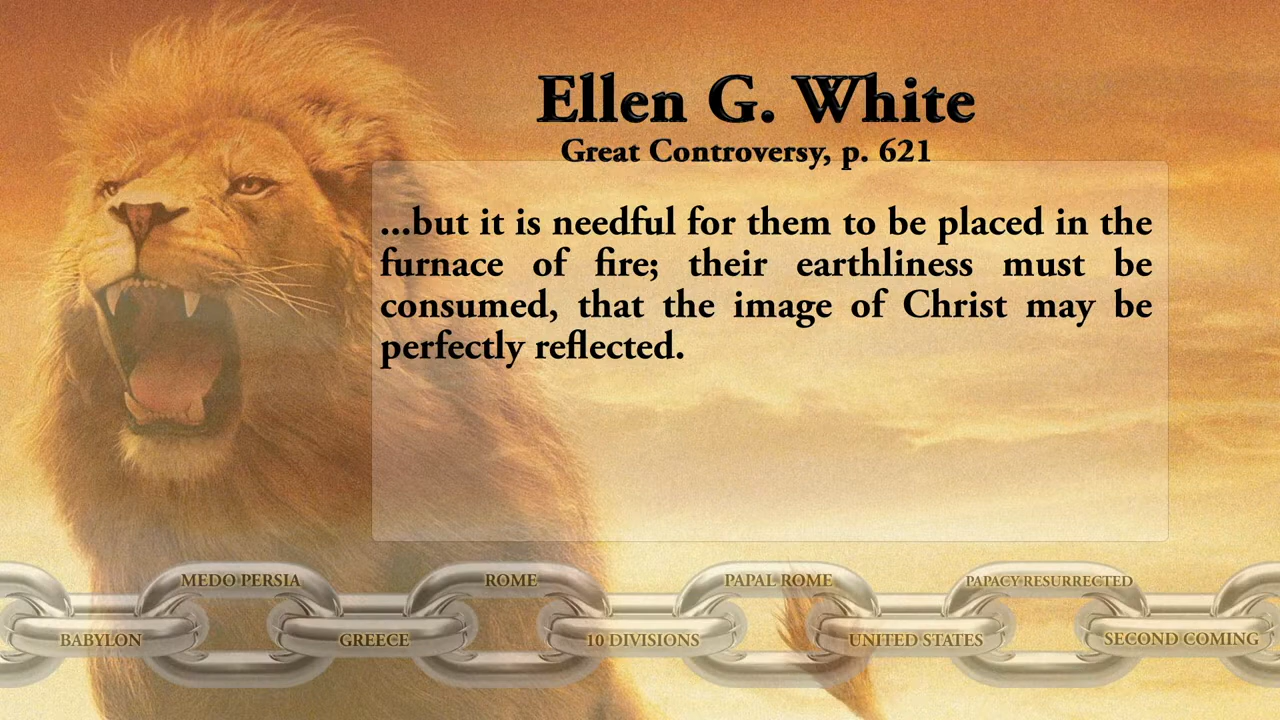 Ellen G. White
Great Controversy, p. 621
...but it is needful for them to be placed in the
furnace of fire; their earthliness must be
consumed, that the image of Christ may be
perfectly reflected.
MEDO PERSIA
ROME
PAPAL ROME
PAPACY RESURRECTED
BABYLON
GREECE
10 DIVISIONS
UNITED STATES
SECOND COMING